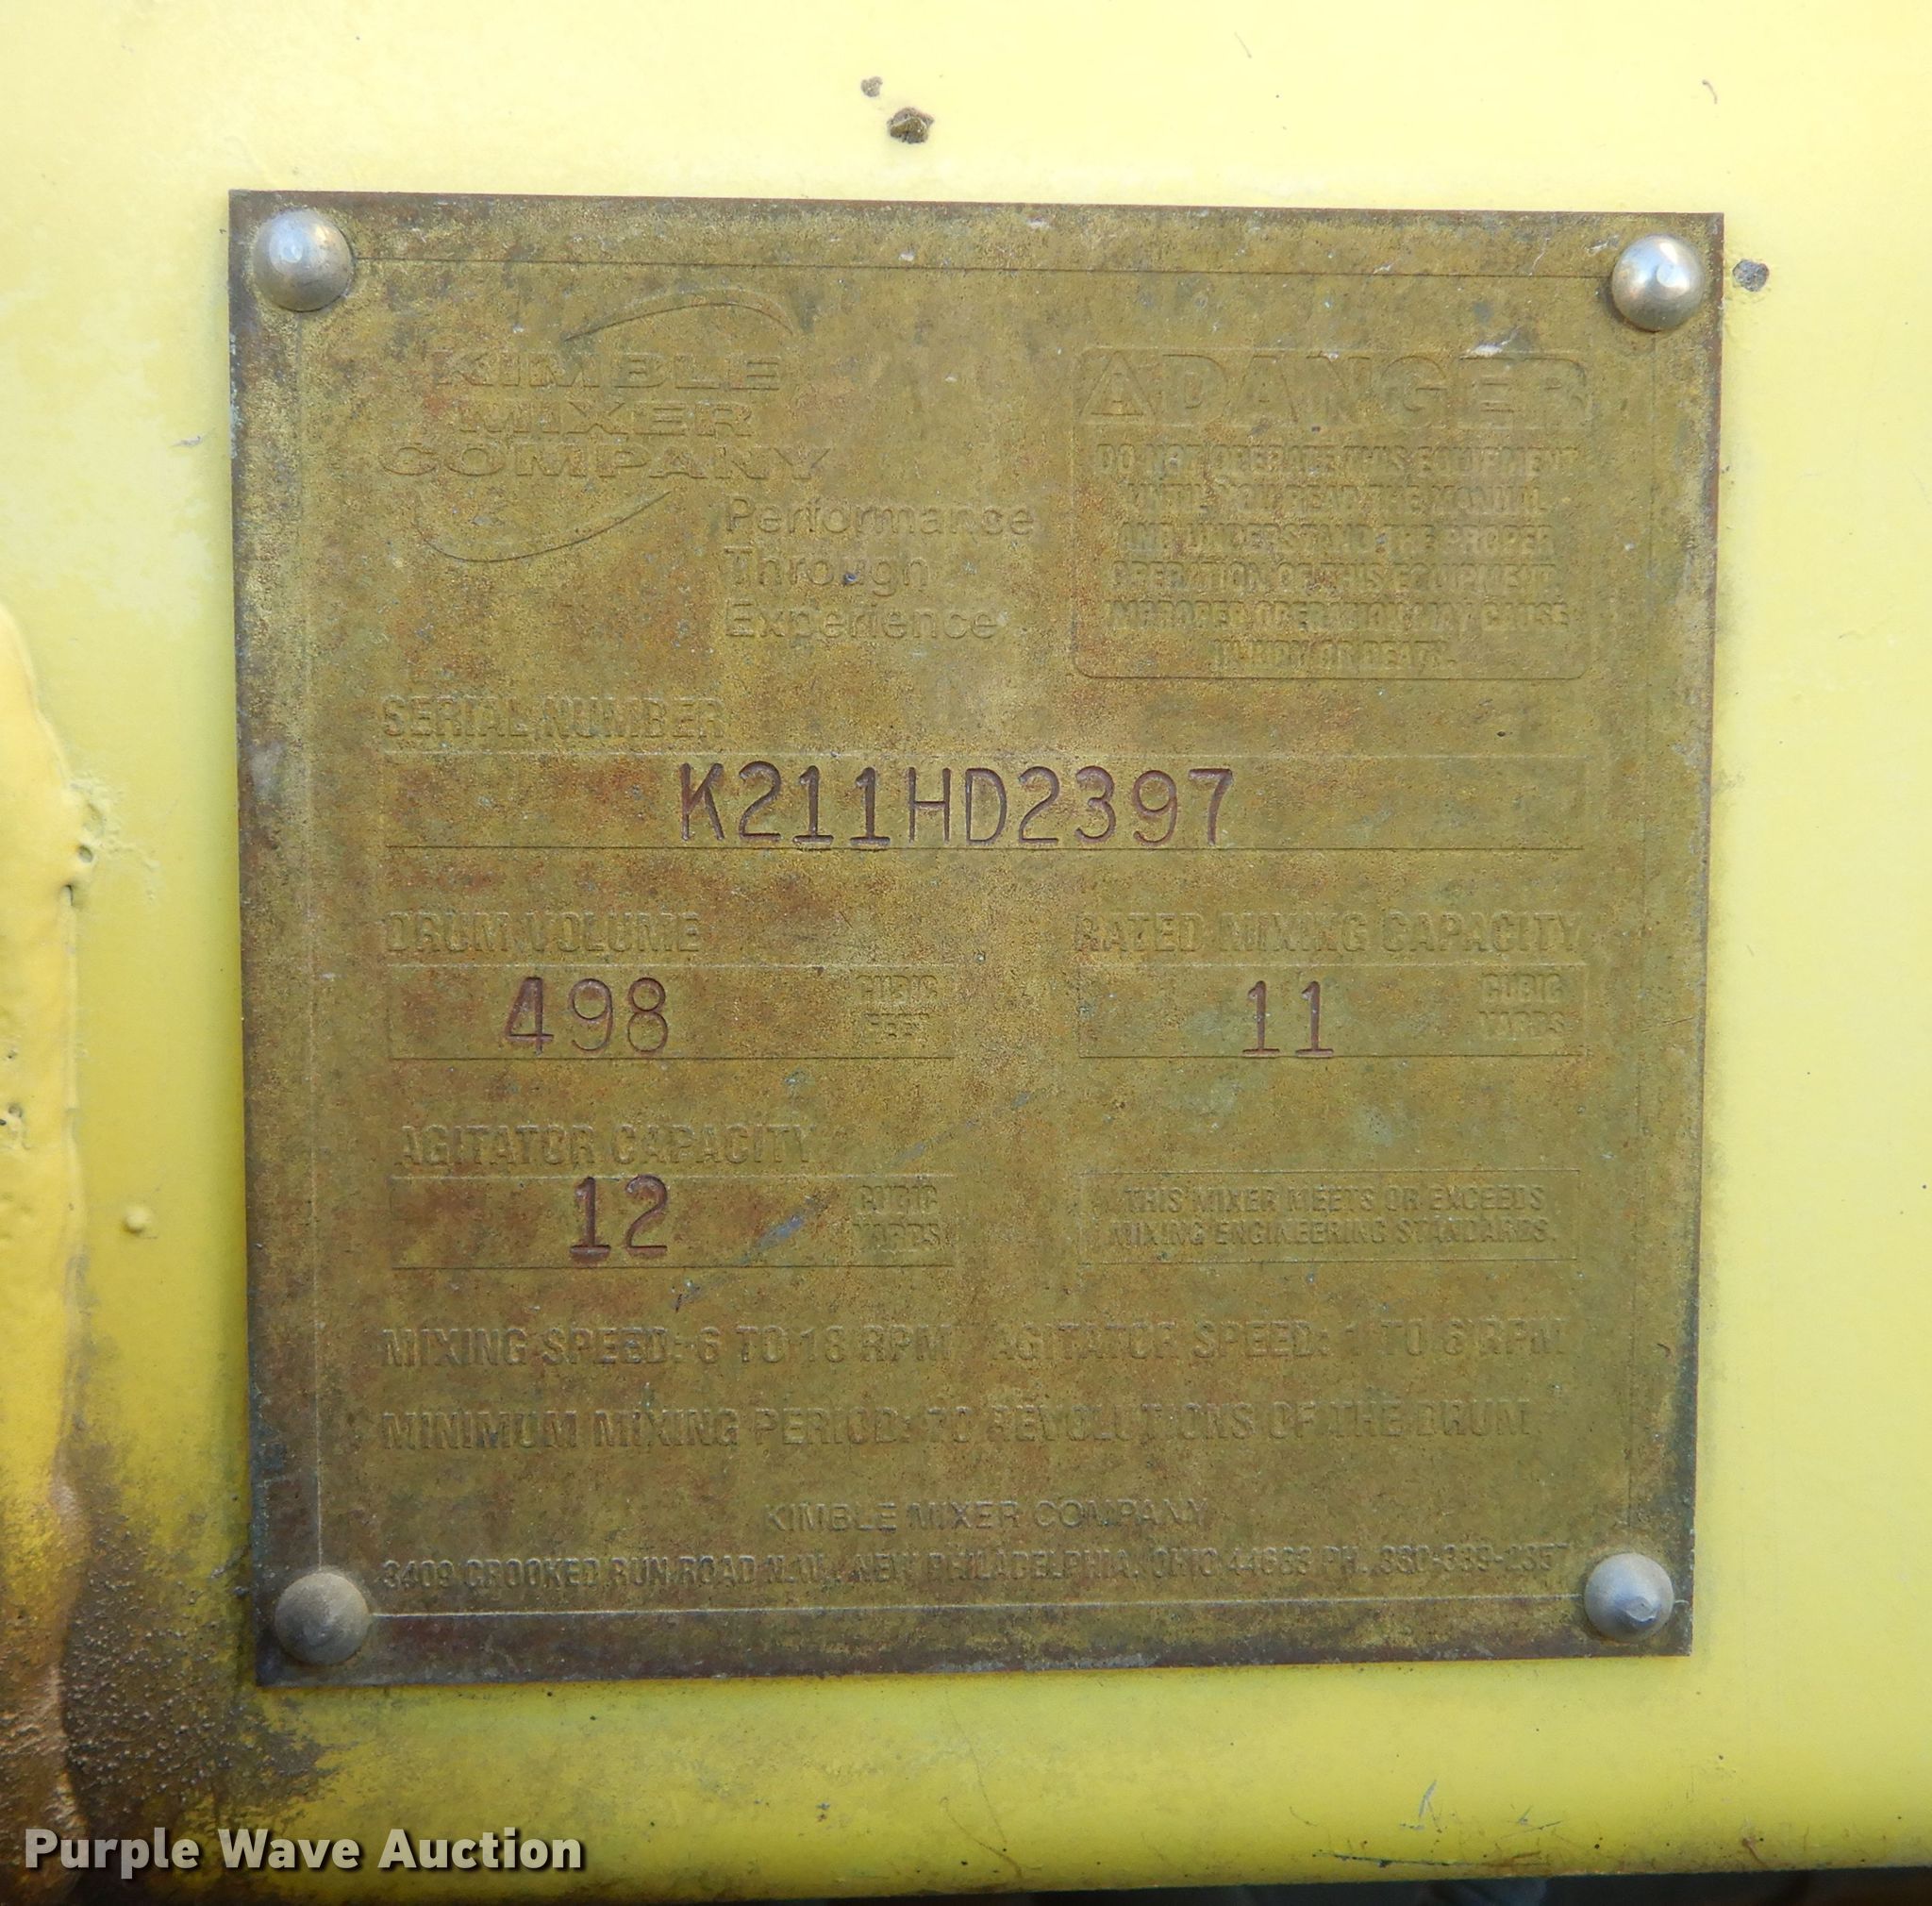 KIMBLE
MIXER
COMPANY
Performance
Through
Experience
DANGER
DO NOT OPERATE THIS EQUIPMENT
UNTIL YOU READ THE MANUAL
AND UNDERSTAND THE PROPER
OPERATION OF THIS EQUIPMENT.
IMPROPER OPERATION MAY CAUSE
INJURY OR DEATH.
SERIAL NUMBER
K211HD2397
DRUM VOLUME
498 CUBIC FEET
RATED MIXING CAPACITY
11 CUBIC YARDS
AGITATOR CAPACITY
12 CUBIC YARDS
THIS MIXER MEETS OR EXCEEDS
MIXING ENGINEERING STANDARDS.
MIXING SPEED: 6 TO 18 RPM AGITATOR SPEED: 1 TO 6 RPM
MINIMUM MIXING PERIOD: 70 REVOLUTIONS OF THE DRUM
KIMBLE MIXER COMPANY
3409 CROOKED RUN ROAD N.W., NEW PHILADELPHIA, OHIO 44663 PH.
Purple Wave Auction